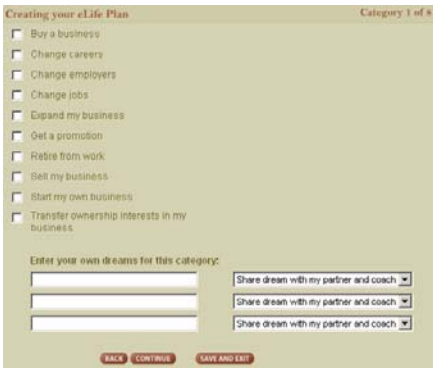 Creating your eLife Plan Category 1 of 8
Buy a business
Change careers
Change employers
Change jobs
Expand my business
Get a promotion
Retire from work
Sell my business
Start my own business
Transfer ownership interests in my
business
Enter your own dreams for this category:
Share dream with my partner and coach
Share dream with my partner and coach
Share dream with my partner and coach
BACK CONTINUE SAVE AND EXIT